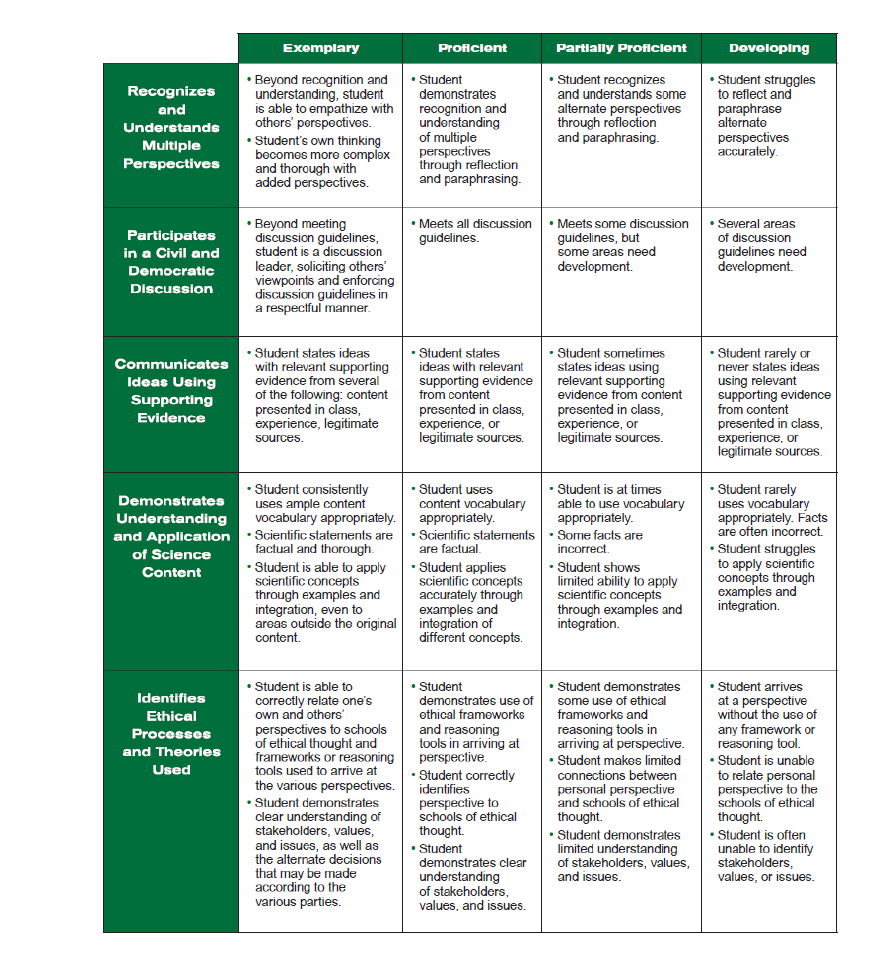 Exemplary
Proficient
Partially Proficient
Developing
Recognizes
and
Understands
Multiple
Perspectives
• Beyond recognition and
understanding, student
is able to empathize with
others' perspectives.
• Student's own thinking
becomes more complex
and thorough with
added perspectives.
• Student
demonstrates
recognition and
understanding
of multiple
perspectives
through reflection
and paraphrasing.
• Student recognizes
and understands some
alternate perspectives
through reflection
and paraphrasing.
• Student struggles
to reflect and
paraphrase
alternate
perspectives
accurately.
Participates
in a Civil and
Democratic
Discussion
• Beyond meeting
discussion guidelines,
student is a discussion
leader, soliciting others'
viewpoints and enforcing
discussion guidelines in
a respectful manner.
• Meets all discussion
guidelines.
• Meets some discussion
guidelines, but
some areas need
development.
• Several areas
of discussion
guidelines need
development.
Communicates
Ideas Using
Supporting
Evidence
• Student states ideas
with relevant supporting
evidence from several
of the following: content
presented in class,
experience, legitimate
sources.
• Student states
ideas with relevant
supporting evidence
from content
presented in class,
experience, or
legitimate sources.
• Student sometimes
states ideas using
relevant supporting
evidence from content
presented in class,
experience, or
legitimate sources.
• Student rarely or
never states ideas
using relevant
supporting evidence
from content
presented in class,
experience, or
legitimate sources.
Demonstrates
Understanding
and Application
of Science
Content
• Student consistently
uses ample content
vocabulary appropriately.
• Scientific statements are
factual and thorough.
• Student is able to apply
scientific concepts
through examples and
integration, even to
areas outside the original
content.
• Student uses
content vocabulary
appropriately.
• Scientific statements
are factual.
• Student applies
scientific concepts
accurately through
examples and
integration of
different concepts.
• Student is at times
able to use vocabulary
appropriately.
• Some facts are
incorrect.
• Student shows
limited ability to apply
scientific concepts
through examples and
integration.
• Student rarely
uses vocabulary
appropriately. Facts
are often incorrect.
• Student struggles
to apply scientific
concepts through
examples and
integration.
Identifies
Ethical
Processes
and Theories
Used
• Student is able to
correctly relate one's
own and others'
perspectives to schools
of ethical thought and
frameworks or reasoning
tools used to arrive at
the various perspectives.
• Student demonstrates
clear understanding of
stakeholders, values,
and issues, as well as
the alternate decisions
that may be made
according to the
various parties.
• Student
demonstrates use of
ethical frameworks
and reasoning
tools in arriving at
perspective.
• Student correctly
identifies
perspective to
schools of ethical
thought.
• Student
demonstrates clear
understanding
of stakeholders,
values, and issues.
• Student demonstrates
some use of ethical
frameworks and
reasoning tools in
arriving at perspective.
• Student makes limited
connections between
personal perspective
and schools of ethical
thought.
• Student demonstrates
limited understanding
of stakeholders, values,
and issues.
• Student arrives
at a perspective
without the use of
any framework or
reasoning tool.
• Student is unable
to relate personal
perspective to the
schools of ethical
thought.
• Student is often
unable to identify
stakeholders,
values, or issues.